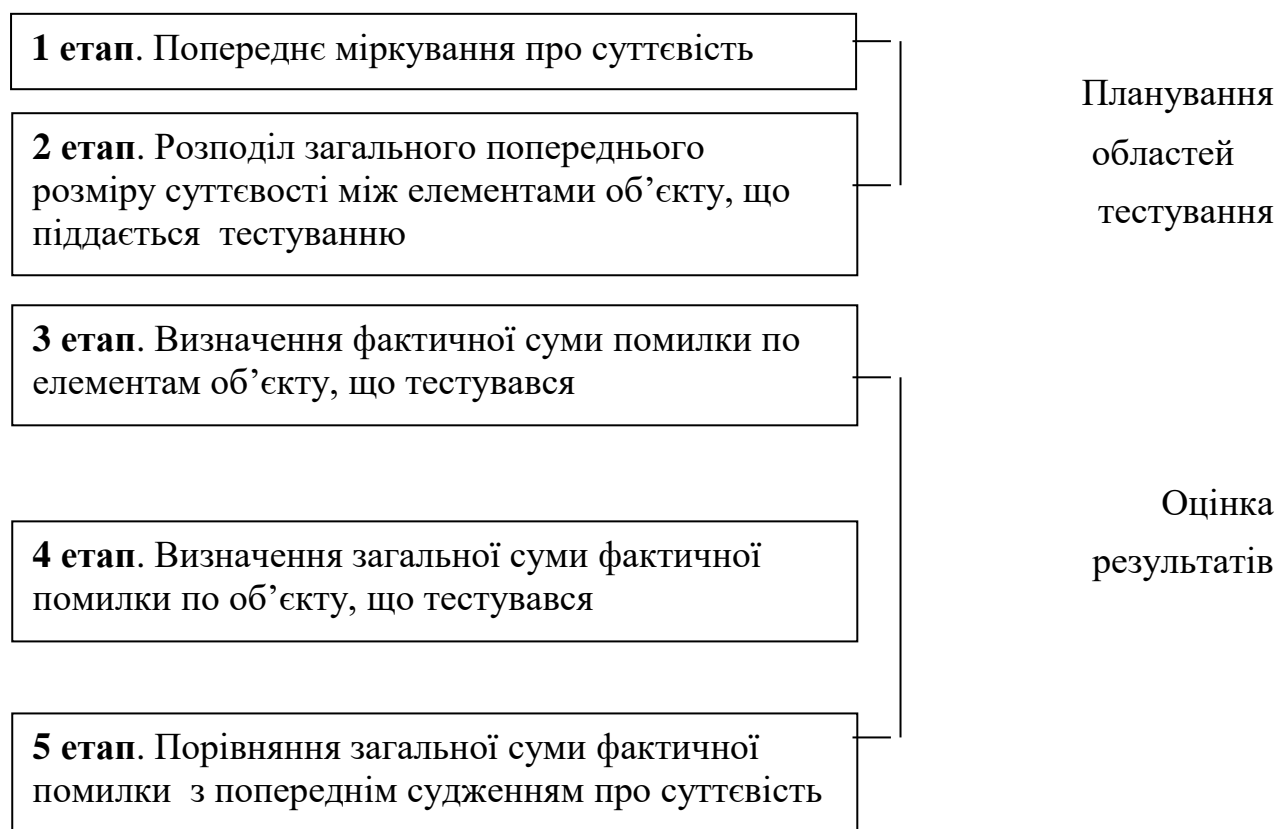 1 етап. Попереднє міркування про суттєвість
2 етап. Розподіл загального попереднього
розміру суттєвості між елементами об’єкту, що
піддається тестуванню
Планування
областей
тестування
3 етап. Визначення фактичної суми помилки по
елементам об’єкту, що тестувався
4 етап. Визначення загальної суми фактичної
помилки по об’єкту, що тестувався
5 етап. Порівняння загальної суми фактичної
помилки з попереднім судженням про суттєвість
Оцінка
результатів